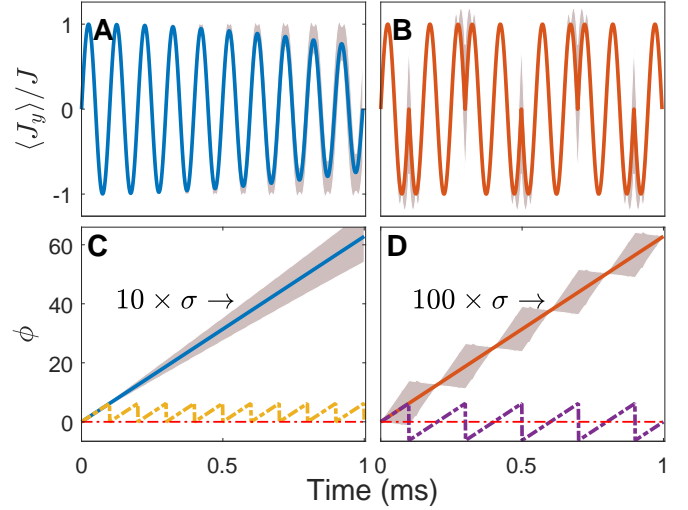 A
B
⟨J_y⟩/J
1
0
-1
C
D
60
40
20
0
ϕ
10 × σ →
100 × σ →
0
0.5
1
0
0.5
1
Time (ms)